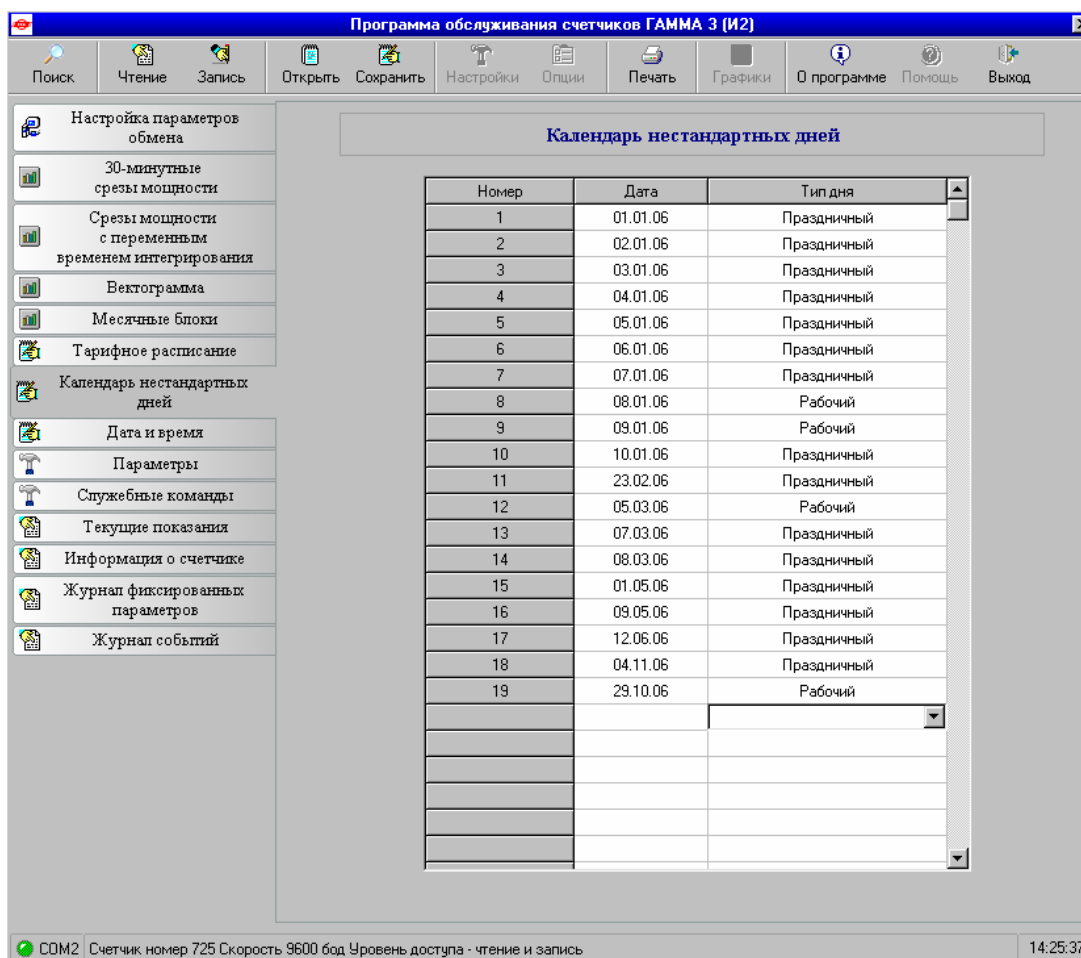 Программа обслуживания счетчиков ГАММА 3 (И2)
Поиск Чтение Запись Открыть Сохранить Настройки Опции Печать Графики О программе Помощь Выход
Настройка параметров
обмена
30-минутные
срезы мощности
Срезы мощности
с переменным
временем интегрирования
Вектограмма
Месячные блоки
Тарифное расписание
Календарь нестандартных
дней
Дата и время
Параметры
Служебные команды
Текущие показания
Информация о счетчике
Журнал фиксированных
параметров
Журнал событий
Календарь нестандартных дней
Номер Дата Тип дня
1 01.01.06 Праздничный
2 02.01.06 Праздничный
3 03.01.06 Праздничный
4 04.01.06 Праздничный
5 05.01.06 Праздничный
6 06.01.06 Праздничный
7 07.01.06 Праздничный
8 08.01.06 Рабочий
9 09.01.06 Рабочий
10 10.01.06 Праздничный
11 23.02.06 Праздничный
12 05.03.06 Рабочий
13 07.03.06 Праздничный
14 08.03.06 Праздничный
15 01.05.06 Праздничный
16 09.05.06 Праздничный
17 12.06.06 Праздничный
18 04.11.06 Праздничный
19 29.10.06 Рабочий
COM2 Счетчик номер 725 Скорость 9600 бод Уровень доступа - чтение и запись 14:25:37